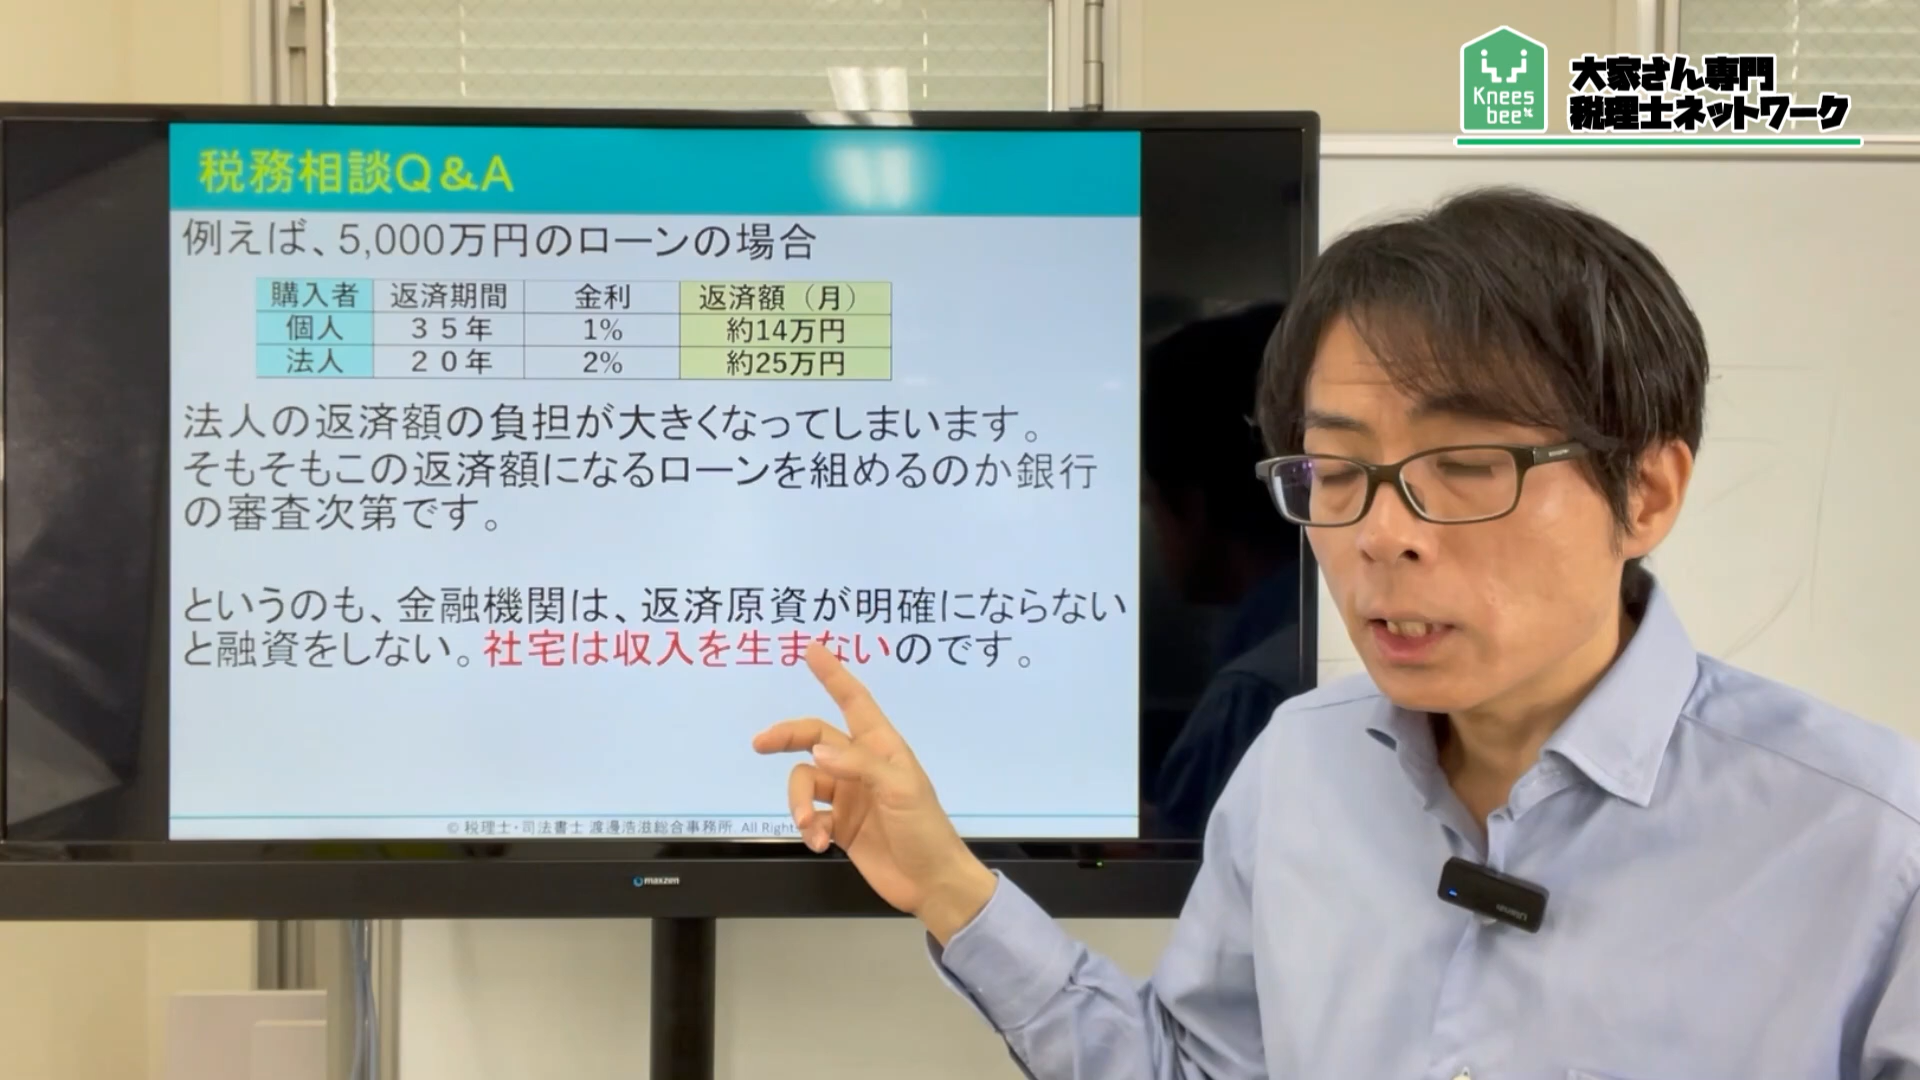 Knees
bee
大家さん専門
税理士ネットワーク
税務相談Q&A
例えば、5,000万円のローンの場合
購入者 返済期間 金利 返済額（月）
個人 ３５年 1% 約14万円
法人 ２０年 2% 約25万円
法人の返済額の負担が大きくなってしまいます。
そもそもこの返済額になるローンを組めるのか銀行
の審査次第です。
というのも、金融機関は、返済原資が明確にならない
と融資をしない。社宅は収入を生まないのです。
© 税理士・司法書士 渡邊浩滋総合事務所. All Rights
maxzen